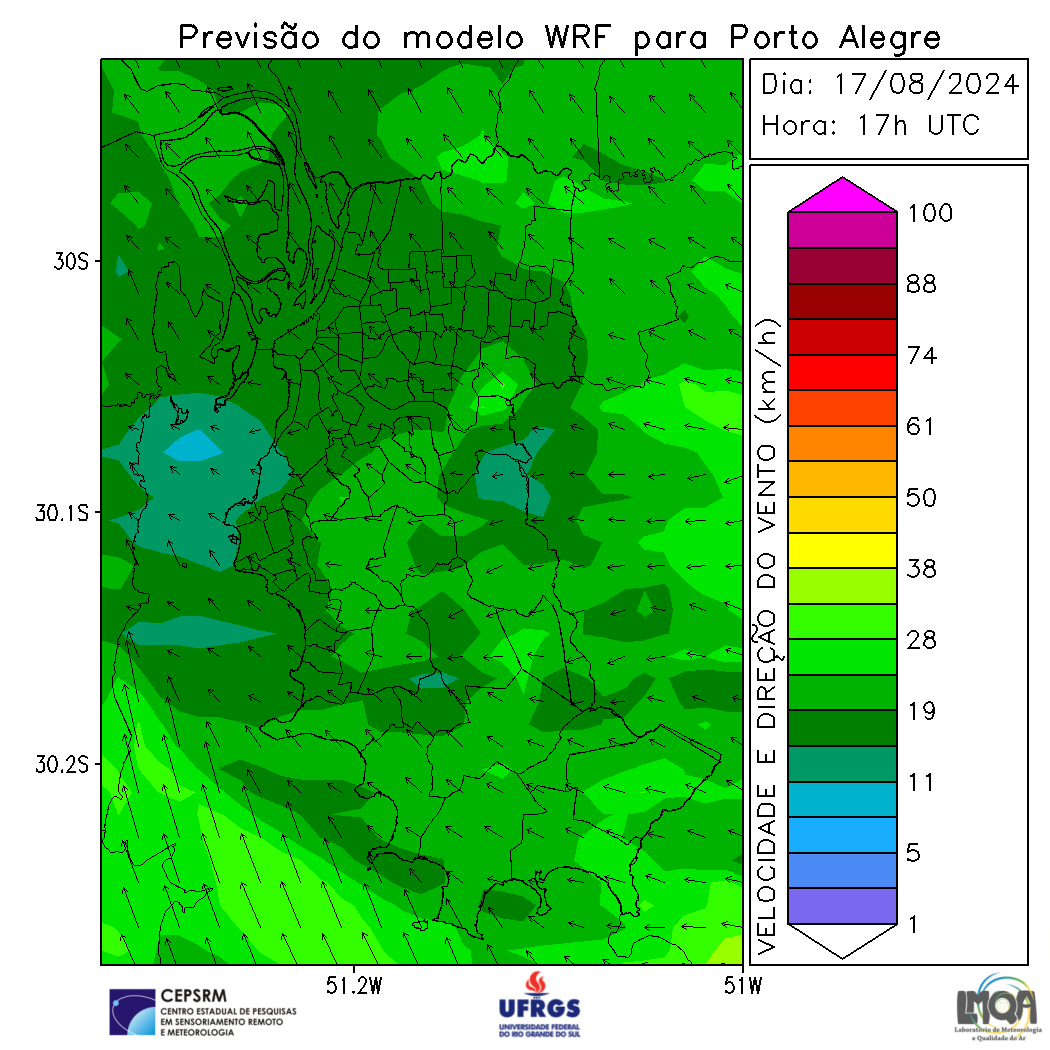 Previsão do modelo WRF para Porto Alegre
Dia: 17/08/2024
Hora: 17h UTC
30S
30.1S
30.2S
51.2W
51W
VELOCIDADE E DIREÇÃO DO VENTO (km/h)
100
88
74
61
50
38
28
19
11
5
1
CEPSRM
CENTRO ESTADUAL DE PESQUISAS
EM SENSORIAMENTO REMOTO
E METEOROLOGIA
UFRGS
UNIVERSIDADE FEDERAL
DO RIO GRANDE DO SUL
LMQA
Laboratório de Meteorologia
e Qualidade do Ar